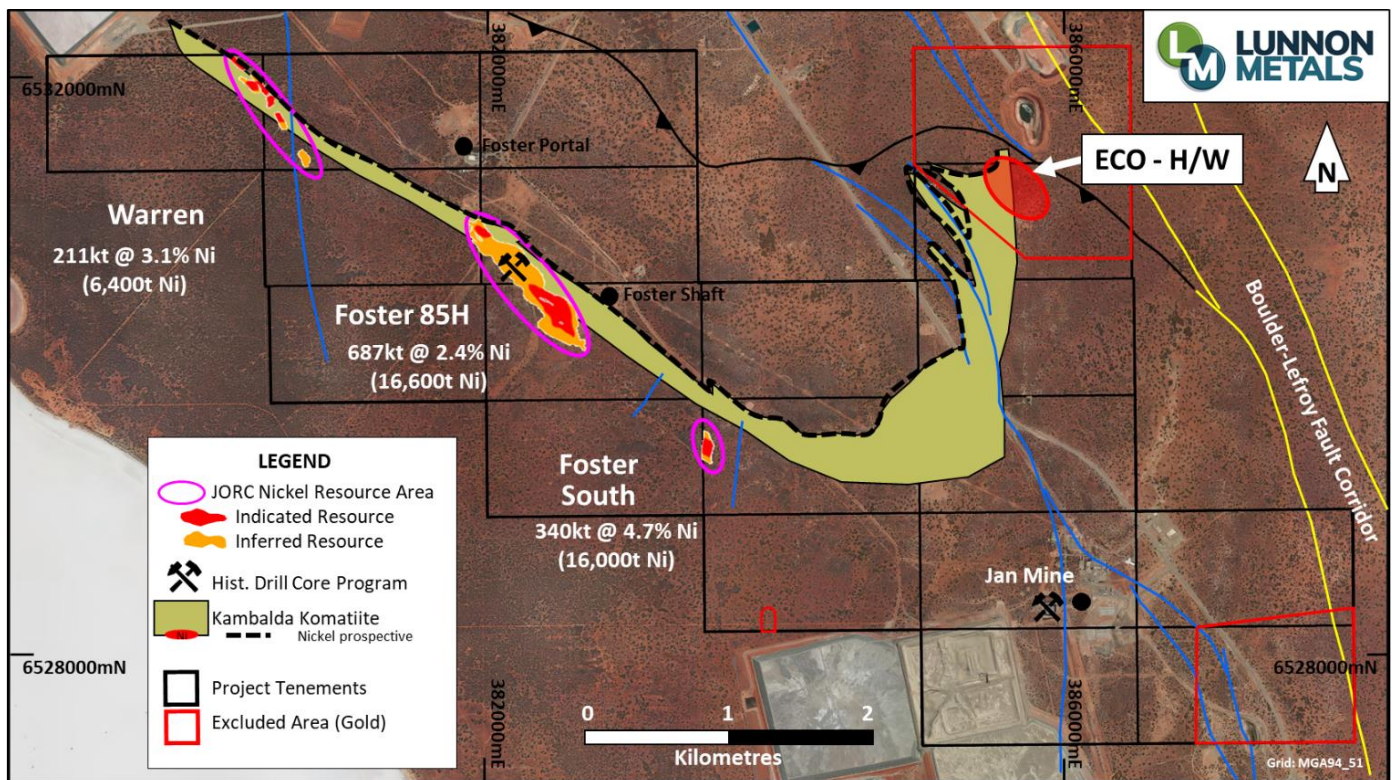 382000mE
386000mE
LM
LUNNON
METALS
6532000mN
Foster Portal
ECO - H/W
N
Warren
211kt @ 3.1% Ni
(6,400t Ni)
Foster Shaft
Foster 85H
687kt @ 2.4% Ni
(16,600t Ni)
Boulder-Lefroy Fault Corridor
Foster
South
340kt @ 4.7% Ni
(16,000t Ni)
LEGEND
JORC Nickel Resource Area
Indicated Resource
Inferred Resource
Hist. Drill Core Program
Kambalda Komatiite
Ni
Nickel prospective
Project Tenements
Excluded Area (Gold)
Jan Mine
6528000mN
6528000mN
382000mE
386000mE
0 1 2
Kilometres
Grid: MGA94_51